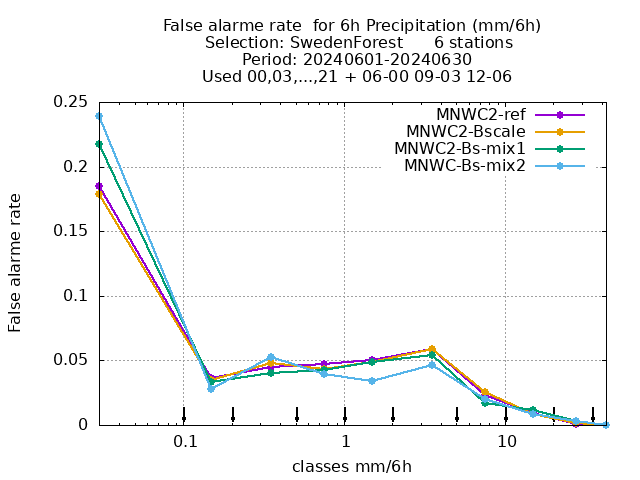 False alarme rate  for 6h Precipitation (mm/6h)
Selection: SwedenForest      6 stations
Period: 20240601-20240630
Used 00,03,...,21 + 06-00 09-03 12-06
MNWC2-ref
MNWC2-Bscale
MNWC2-Bs-mix1
MNWC-Bs-mix2
0.25
0.2
0.15
0.1
0.05
0
False alarme rate
0.1
1
10
classes mm/6h